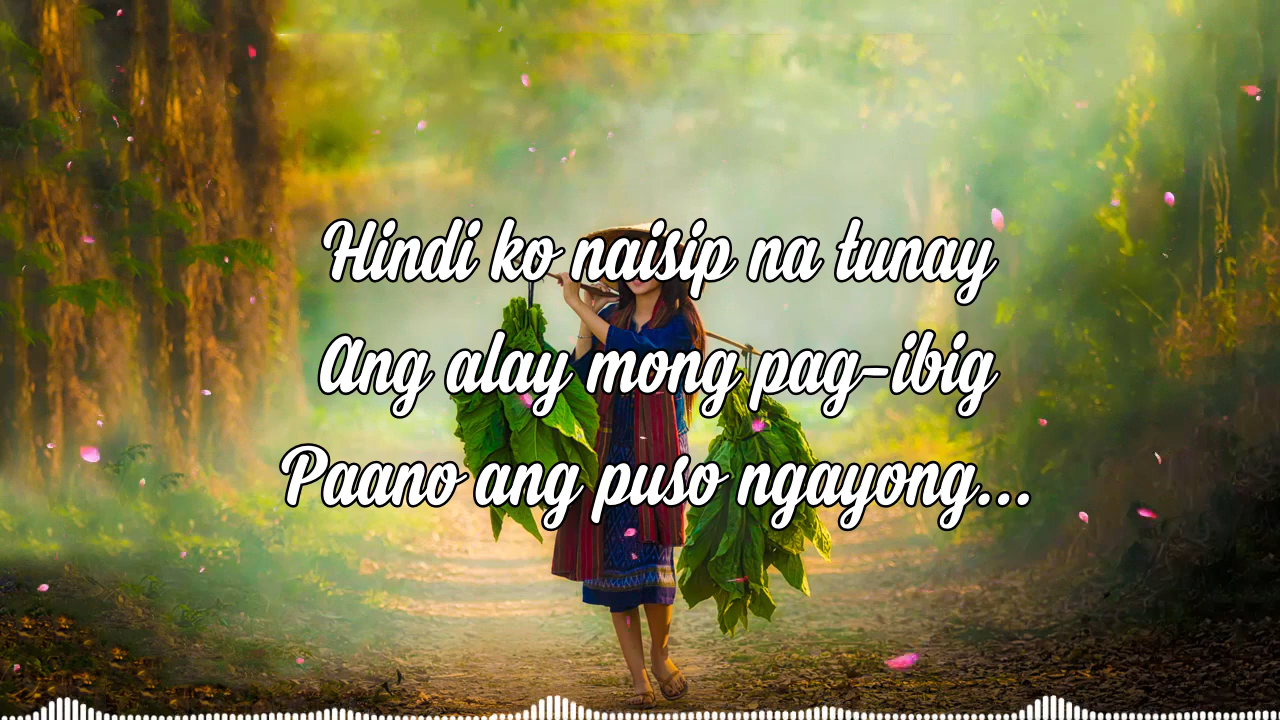 Hindi ko naisip na tunay
Ang alay mong pag-ibig
Paano ang puso ngayong...